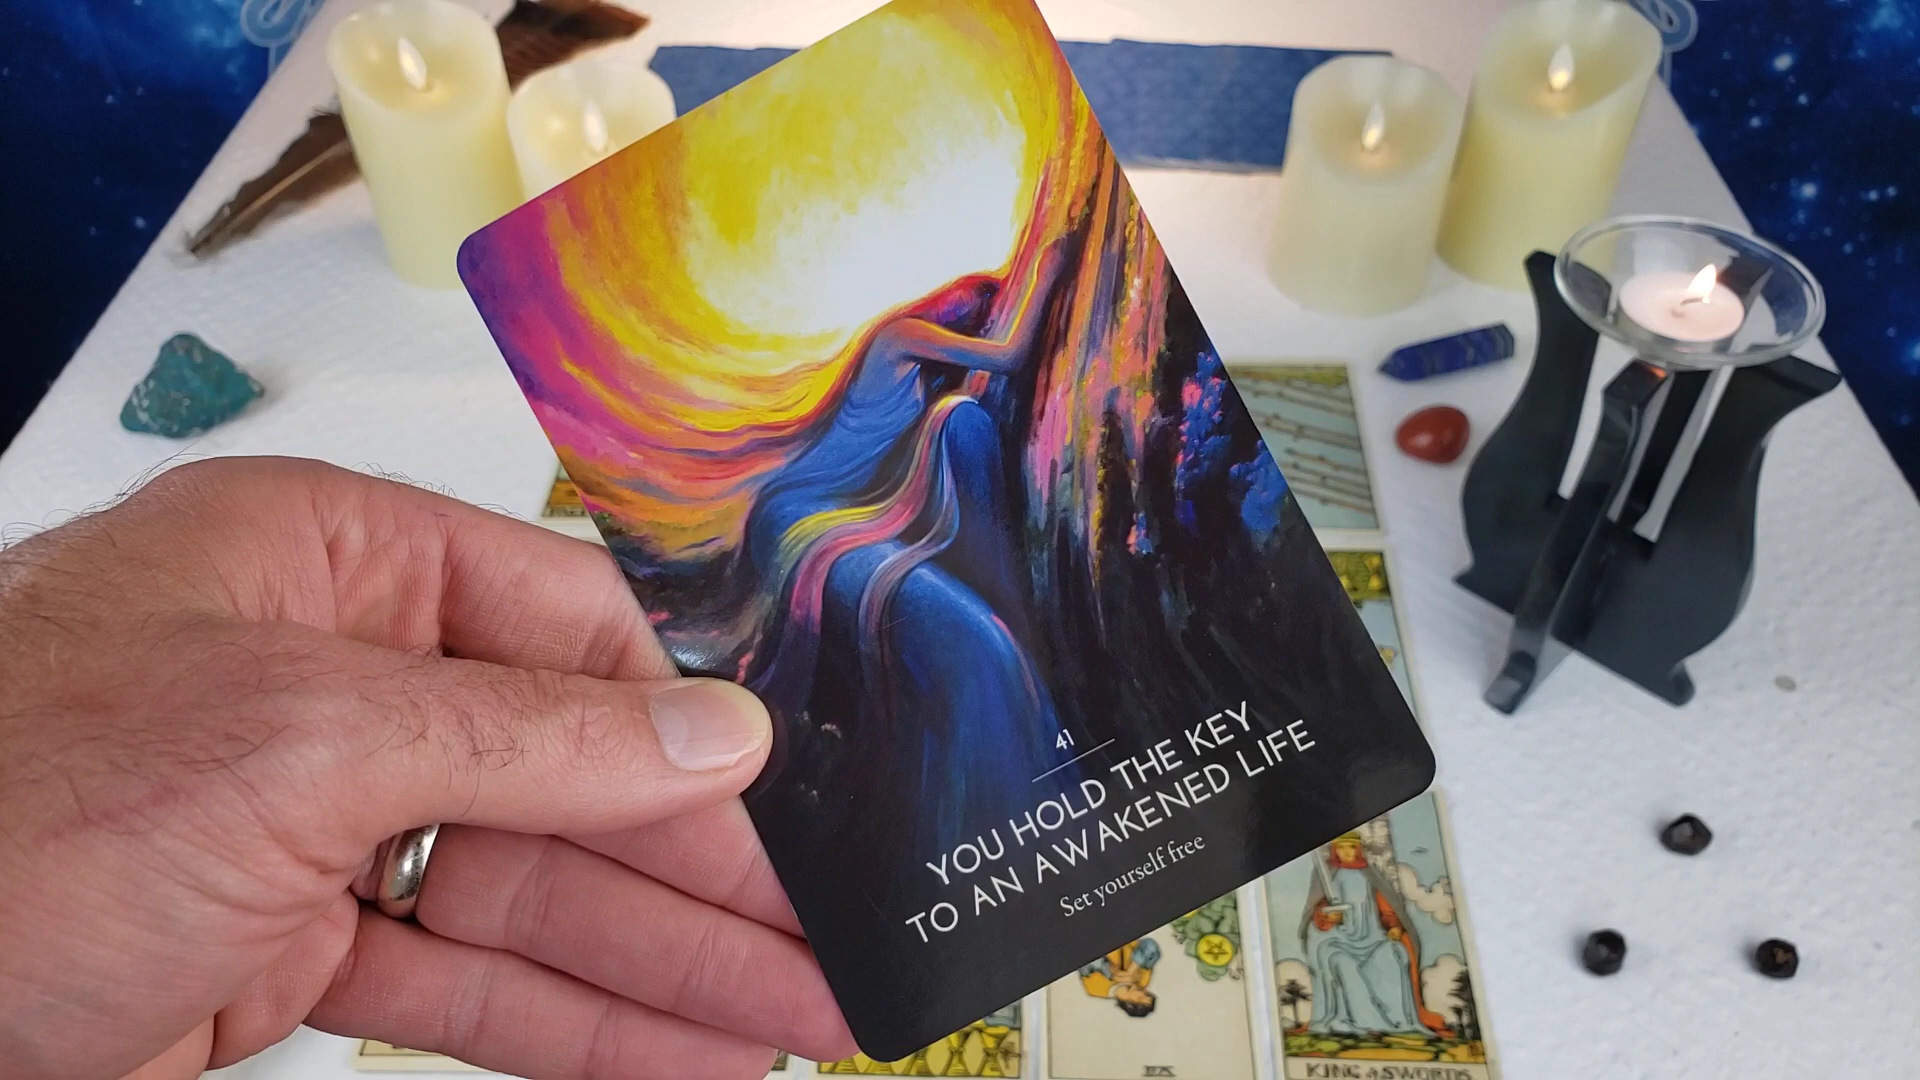 41
YOU HOLD THE KEY
TO AN AWAKENED LIFE
Set yourself free
KING of SWORDS